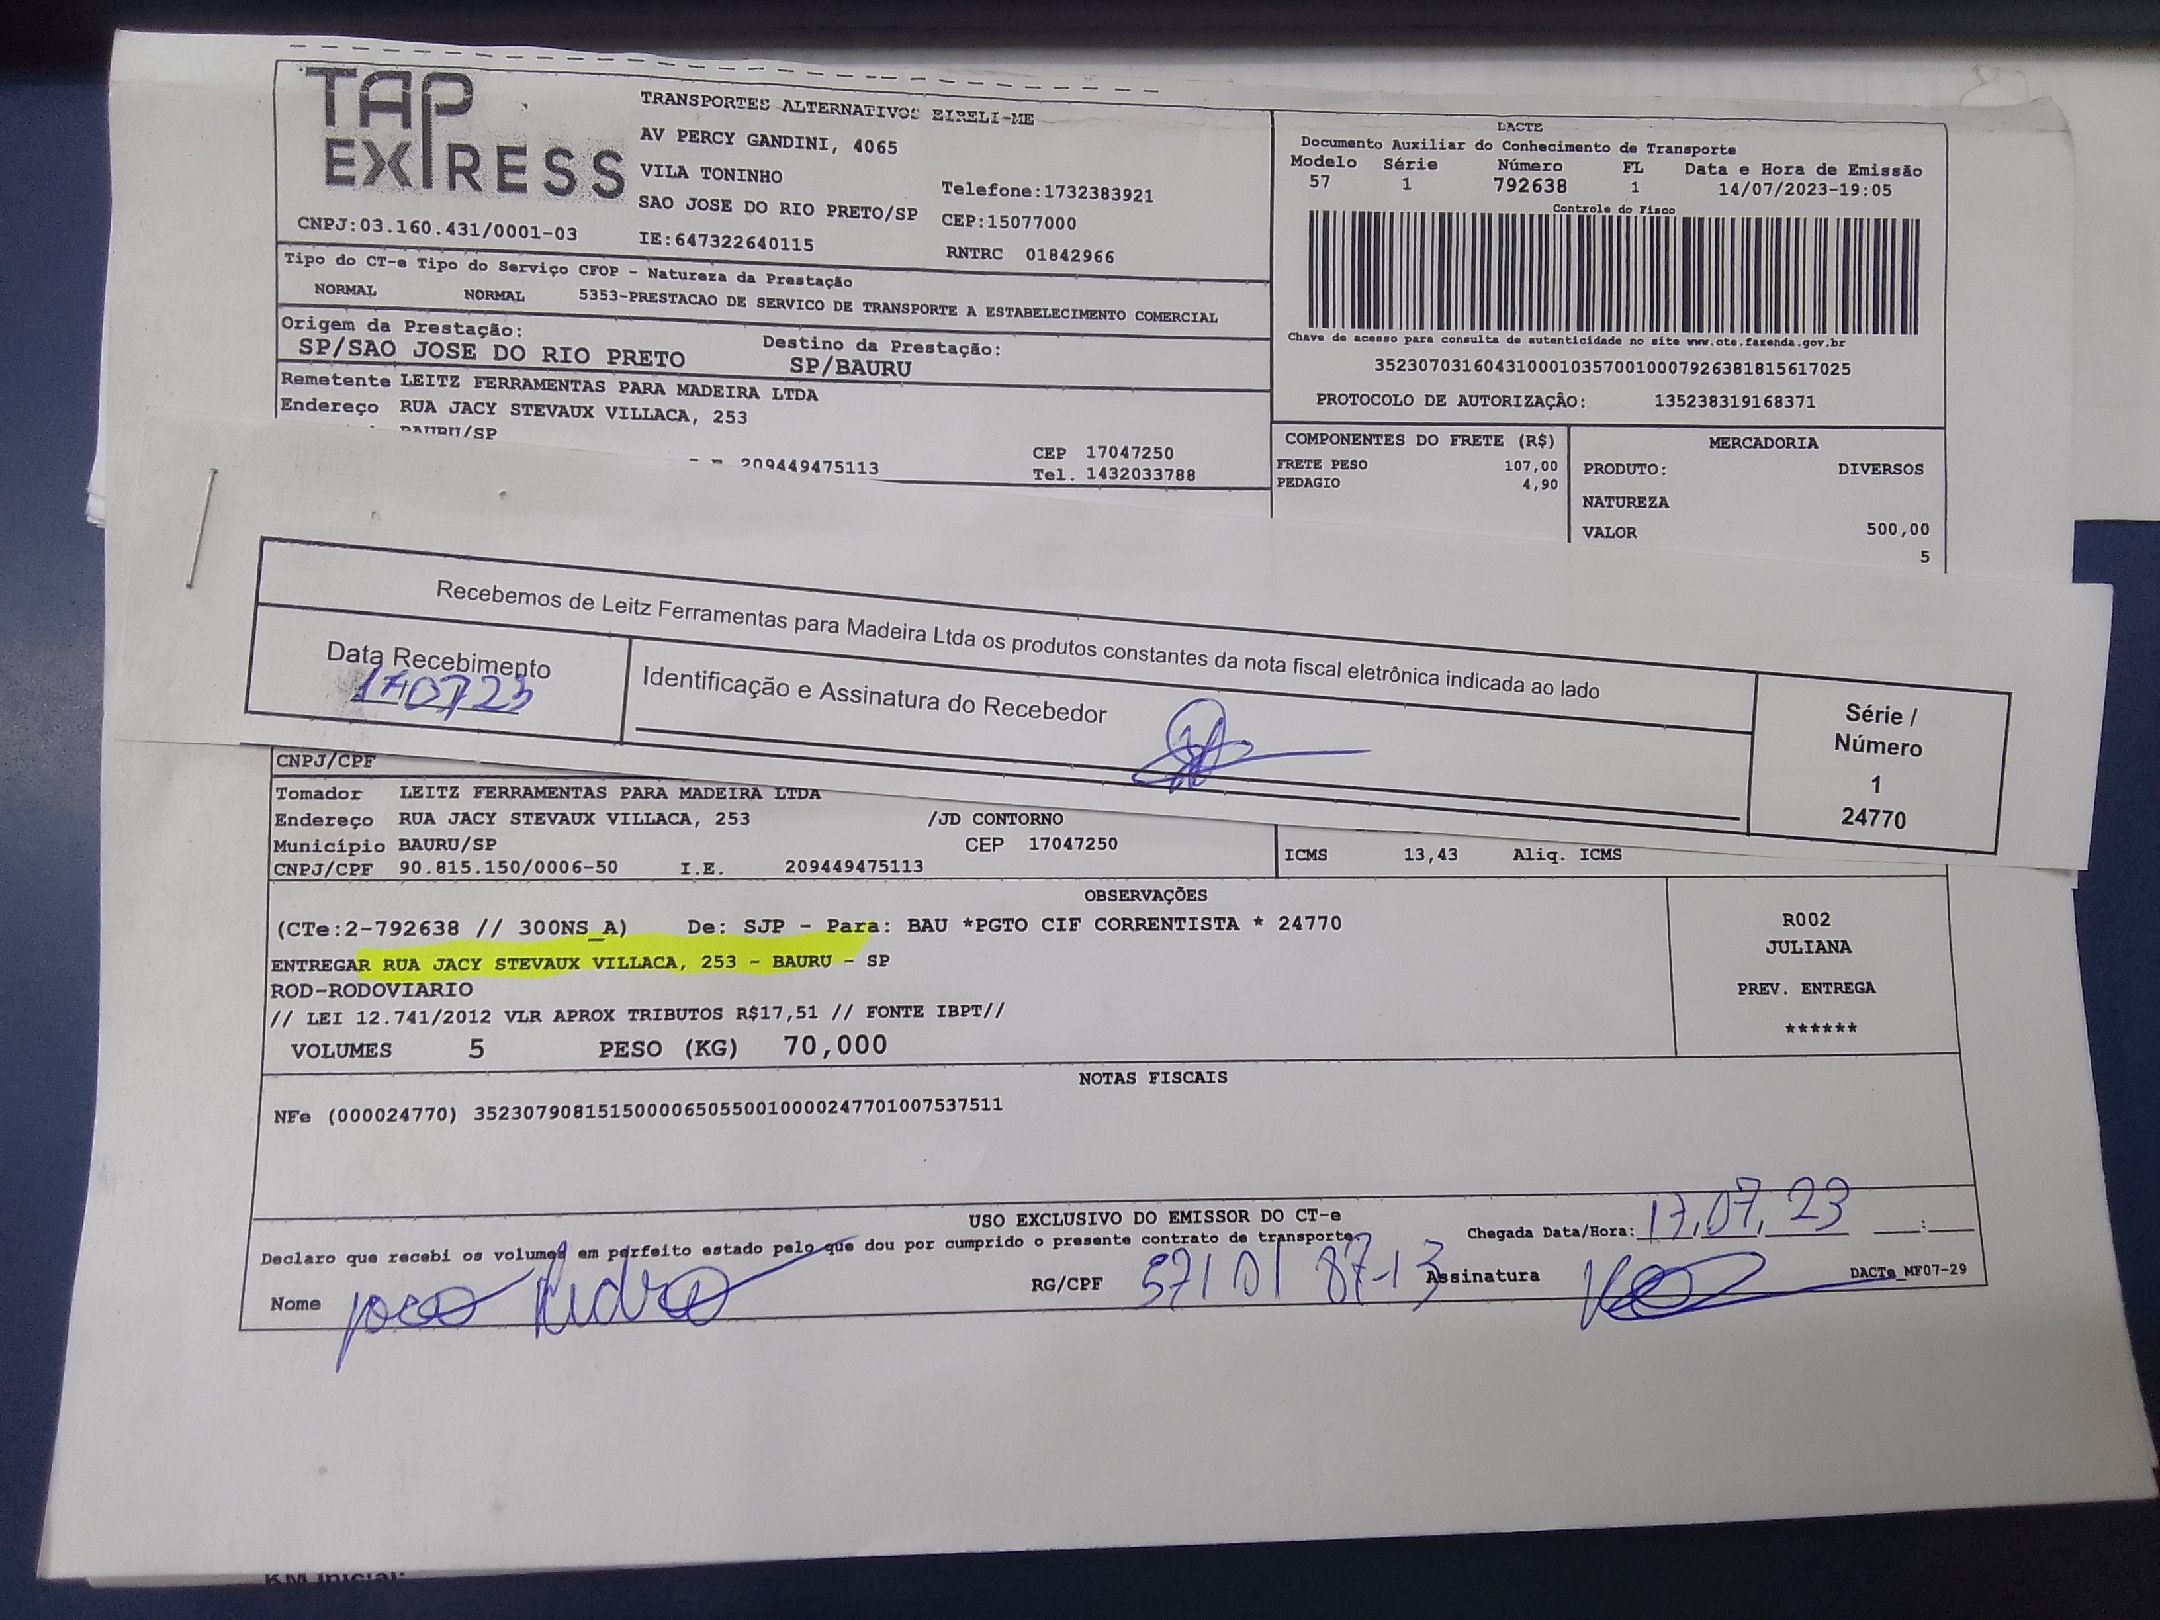 TAP EXPRESS
TRANSPORTES ALTERNATIVOS EIRELI-ME
AV PERCY GANDINI, 4065
VILA TONINHO
Telefone:1732383921
SAO JOSE DO RIO PRETO/SP CEP:15077000
CNPJ:03.160.431/0001-03 IE:647322640115 RNTRC 01842966
Tipo do CT-e Tipo do Serviço CFOP - Natureza da Prestação
NORMAL NORMAL 5353-PRESTACAO DE SERVICO DE TRANSPORTE A ESTABELECIMENTO COMERCIAL
Origem da Prestação: Destino da Prestação:
SP/SAO JOSE DO RIO PRETO SP/BAURU
Remetente LEITZ FERRAMENTAS PARA MADEIRA LTDA
Endereço RUA JACY STEVAUX VILLACA, 253
BAURU/SP CEP 17047250
209449475113 Tel. 1432033788
DACTE
Documento Auxiliar do Conhecimento de Transporte
Modelo Série Número FL Data e Hora de Emissão
57 1 792638 1 14/07/2023-19:05
Controle do Fisco
Chave de acesso para consulta de autenticidade no site www.cte.fazenda.gov.br
35230703160431000103570010007926381815617025
PROTOCOLO DE AUTORIZAÇÃO: 135238319168371
COMPONENTES DO FRETE (R$)
FRETE PESO 107,00
PEDAGIO 4,90
MERCADORIA
PRODUTO: DIVERSOS
NATUREZA
VALOR 500,00
5
Recebemos de Leitz Ferramentas para Madeira Ltda os produtos constantes da nota fiscal eletrônica indicada ao lado
Data Recebimento
170723
Identificação e Assinatura do Recebedor
Série /
Número
1
24770
CNPJ/CPF
Tomador LEITZ FERRAMENTAS PARA MADEIRA LTDA
Endereço RUA JACY STEVAUX VILLACA, 253 /JD CONTORNO
Município BAURU/SP CEP 17047250
CNPJ/CPF 90.815.150/0006-50 I.E. 209449475113
ICMS 13,43 Aliq. ICMS
OBSERVAÇÕES
(CTe:2-792638 // 300NS_A) De: SJP - Para: BAU *PGTO CIF CORRENTISTA * 24770
ENTREGAR RUA JACY STEVAUX VILLACA, 253 - BAURU - SP
ROD-RODOVIARIO
// LEI 12.741/2012 VLR APROX TRIBUTOS R$17,51 // FONTE IBPT//
VOLUMES 5 PESO (KG) 70,000
R002
JULIANA
PREV. ENTREGA
******
NOTAS FISCAIS
NFe (000024770) 35230790815150000650550010000247701007537511
USO EXCLUSIVO DO EMISSOR DO CT-e
Declaro que recebi os volumes em perfeito estado pelo que dou por cumprido o presente contrato de transporte
Chegada Data/Hora: 17,07,23 __:__
Nome Joao Pedro RG/CPF 57101 87-13 Assinatura
DACTe_MF07-29
KM Inicial: